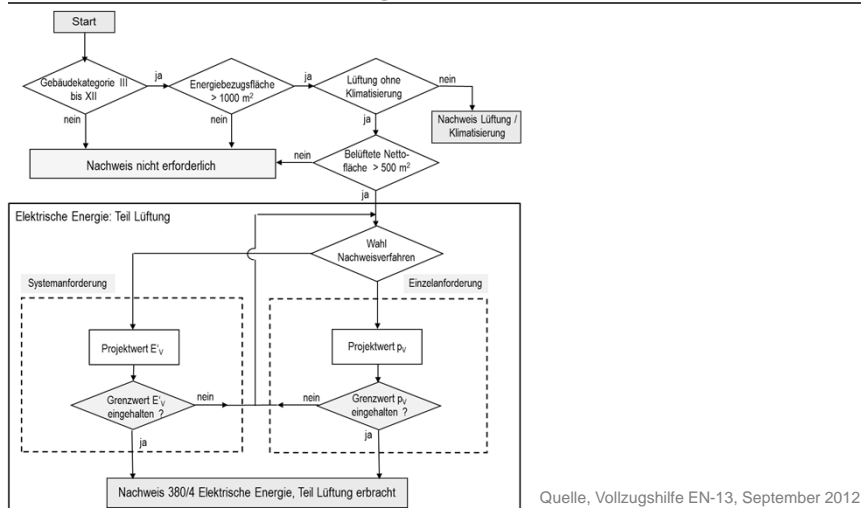 Start
Gebäudekategorie III
bis XII
ja
Energiebezugsfläche
> 1000 m²
ja
Lüftung ohne
Klimatisierung
nein
nein
nein
ja
Nachweis Lüftung /
Klimatisierung
Nachweis nicht erforderlich
nein
Belüftete Netto-
fläche > 500 m²
ja
Elektrische Energie: Teil Lüftung
Wahl
Nachweisverfahren
Systemanforderung
Einzelanforderung
Projektwert E'V
Projektwert pV
Grenzwert E'V
eingehalten ?
nein
nein
Grenzwert pV
eingehalten ?
ja
ja
Nachweis 380/4 Elektrische Energie, Teil Lüftung erbracht
Quelle, Vollzugshilfe EN-13, September 2012